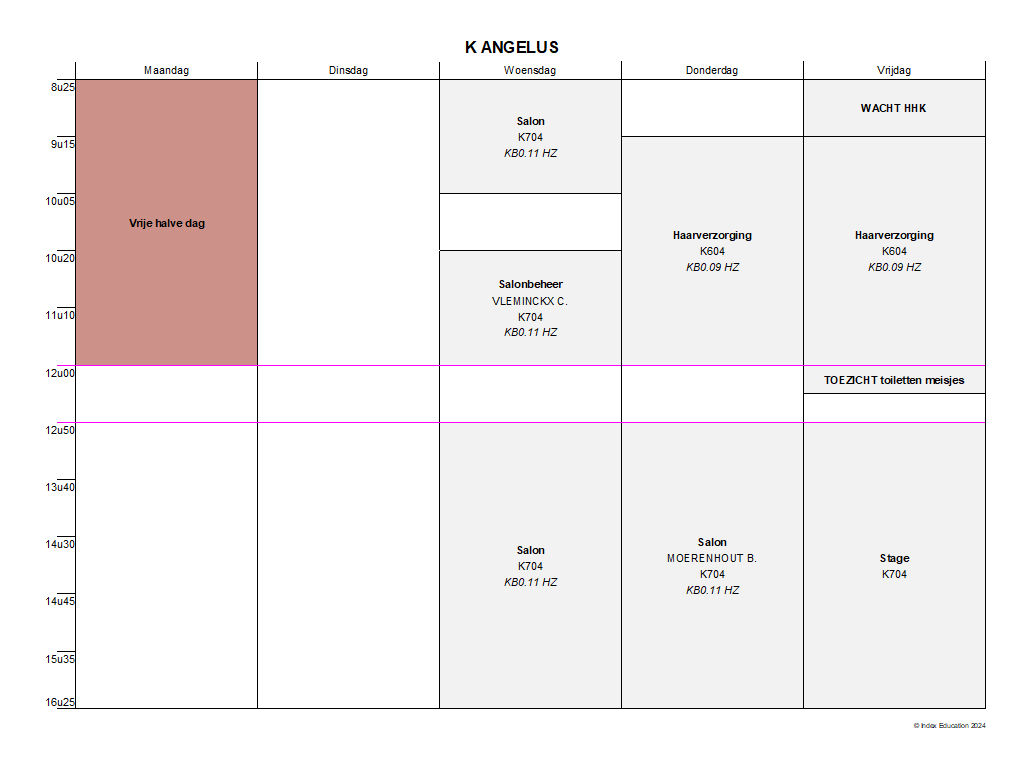 K ANGELUS
Maandag
Dinsdag
Woensdag
Donderdag
Vrijdag
8u25
9u15
10u05
10u20
11u10
12u00
12u50
13u40
14u30
14u45
15u35
16u25
Vrije halve dag
Salon
K704
KB0.11 HZ
Salonbeheer
VLEMINCKX C.
K704
KB0.11 HZ
Salon
K704
KB0.11 HZ
Haarverzorging
K604
KB0.09 HZ
Salon
MOERENHOUT B.
K704
KB0.11 HZ
WACHT HHK
Haarverzorging
K604
KB0.09 HZ
TOEZICHT toiletten meisjes
Stage
K704
© Index Education 2024